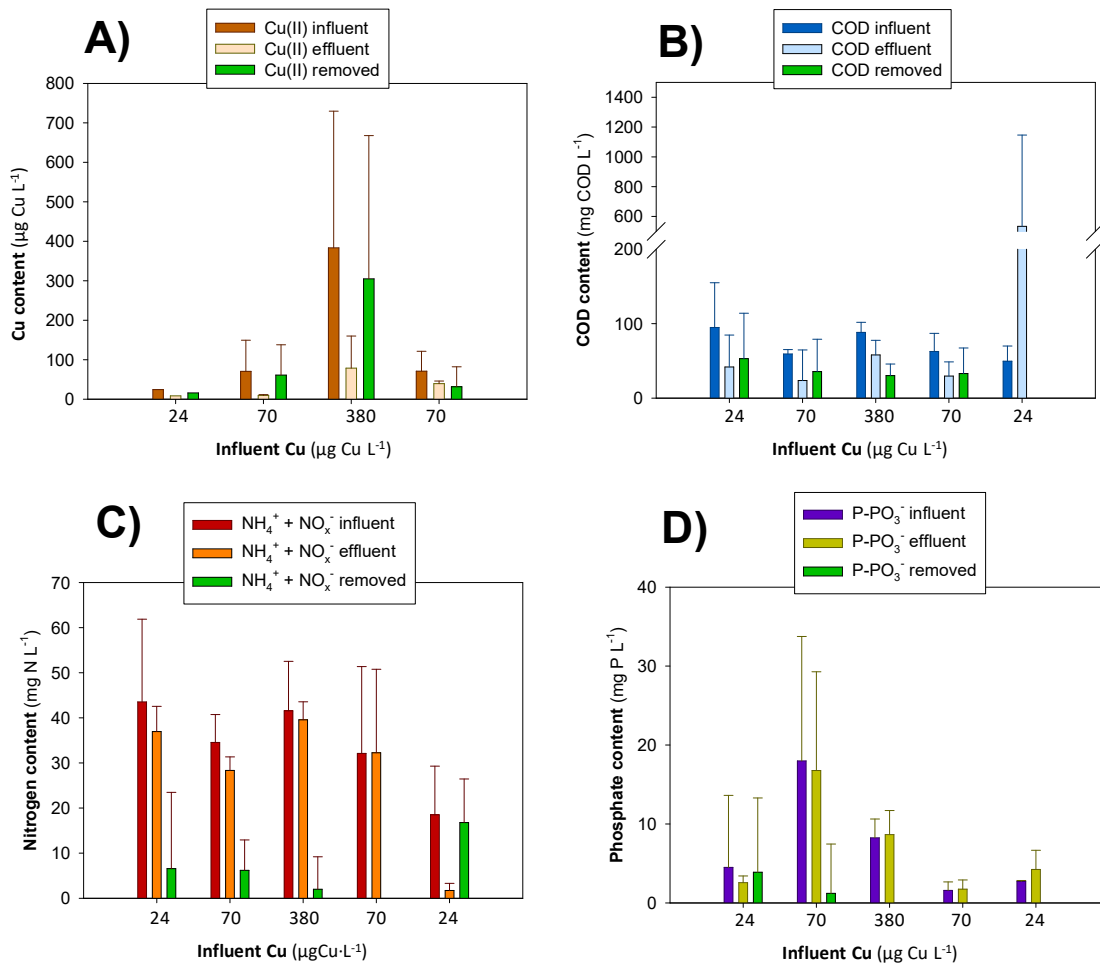 A)
Cu(II) influent
Cu(II) effluent
Cu(II) removed
800
700
600
500
400
300
200
100
0
Cu content (µg Cu L⁻¹)
24 70 380 70
Influent Cu (µg Cu L⁻¹)
B)
COD influent
COD effluent
COD removed
1400
1200
1000
800
600
200
100
0
COD content (mg COD L⁻¹)
24 70 380 70 24
Influent Cu (µg Cu L⁻¹)
C)
NH₄⁺ + NOₓ⁻ influent
NH₄⁺ + NOₓ⁻ effluent
NH₄⁺ + NOₓ⁻ removed
70
60
50
40
30
20
10
0
Nitrogen content (mg N L⁻¹)
24 70 380 70 24
Influent Cu (µgCu·L⁻¹)
D)
P-PO₃⁻ influent
P-PO₃⁻ effluent
P-PO₃⁻ removed
40
30
20
10
0
Phosphate content (mg P L⁻¹)
24 70 380 70 24
Influent Cu (µg Cu L⁻¹)